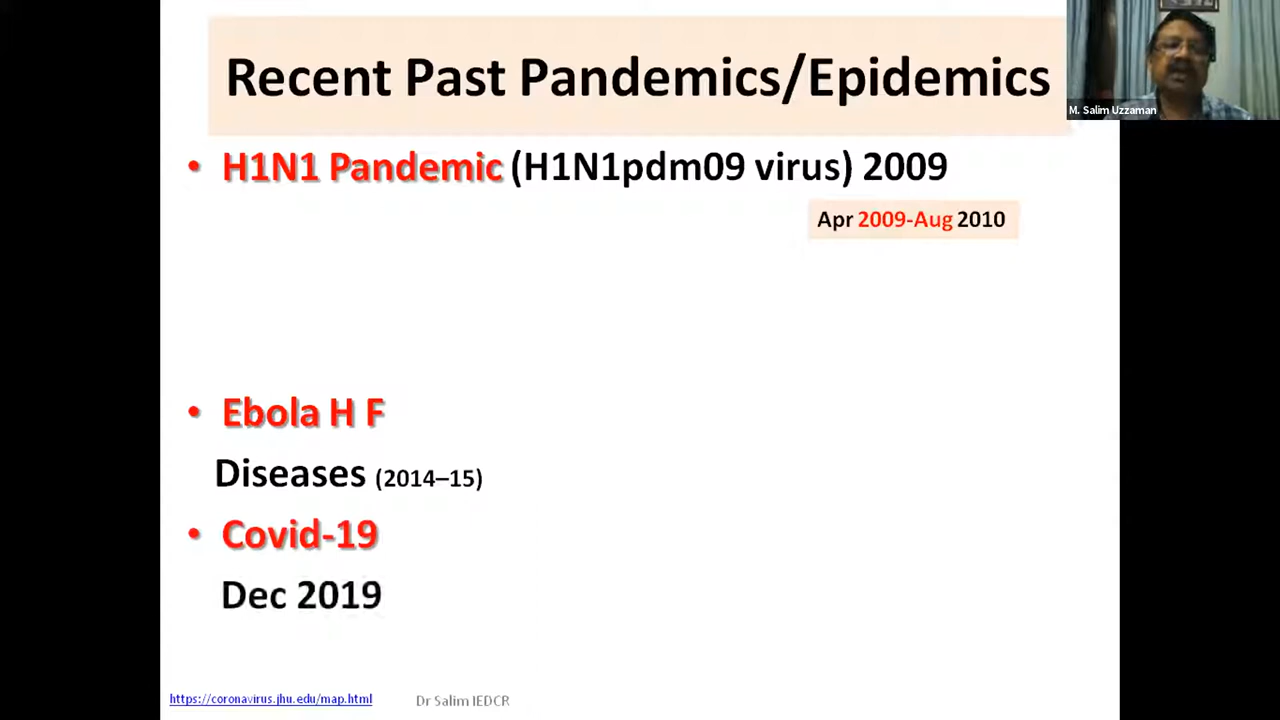 Recent Past Pandemics/Epidemics
M. Salim Uzzaman
• H1N1 Pandemic (H1N1pdm09 virus) 2009
Apr 2009-Aug 2010
• Ebola H F
Diseases (2014–15)
• Covid-19
Dec 2019
https://coronavirus.jhu.edu/map.html
Dr Salim IEDCR